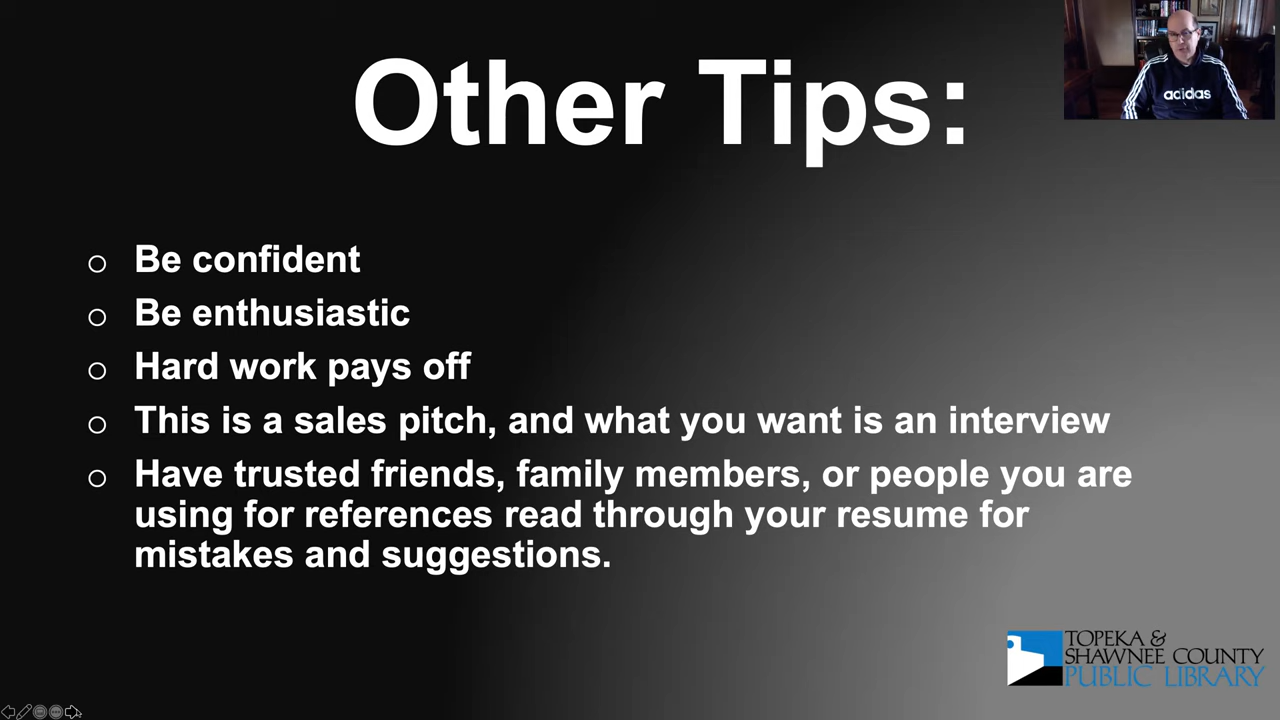 Other Tips:
adidas
Be confident
Be enthusiastic
Hard work pays off
This is a sales pitch, and what you want is an interview
Have trusted friends, family members, or people you are
using for references read through your resume for
mistakes and suggestions.
TOPEKA &
SHAWNEE COUNTY
PUBLIC LIBRARY